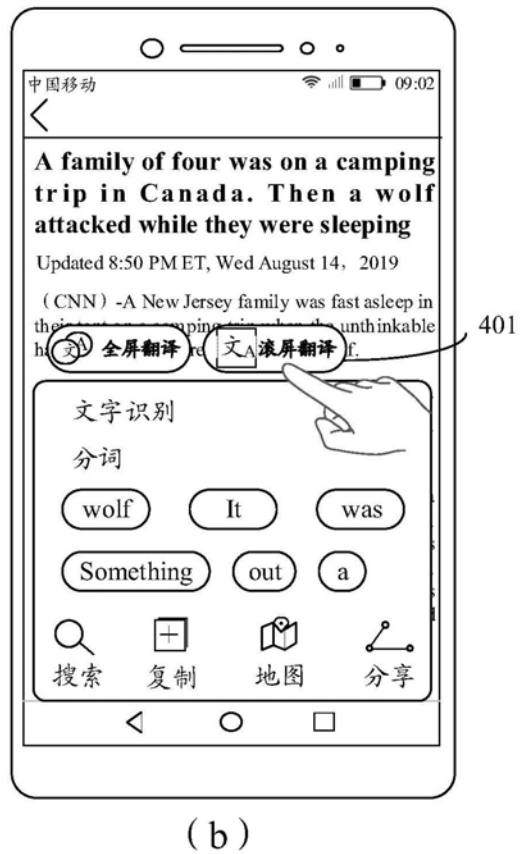 中国移动 09:02
A family of four was on a camping
trip in Canada. Then a wolf
attacked while they were sleeping
Updated 8:50 PM ET, Wed August 14，2019
（CNN）-A New Jersey family was fast asleep in
unthinkable
全屏翻译 滚屏翻译
401
文字识别
分词
wolf It was
Something out a
搜索 复制 地图 分享
（b）